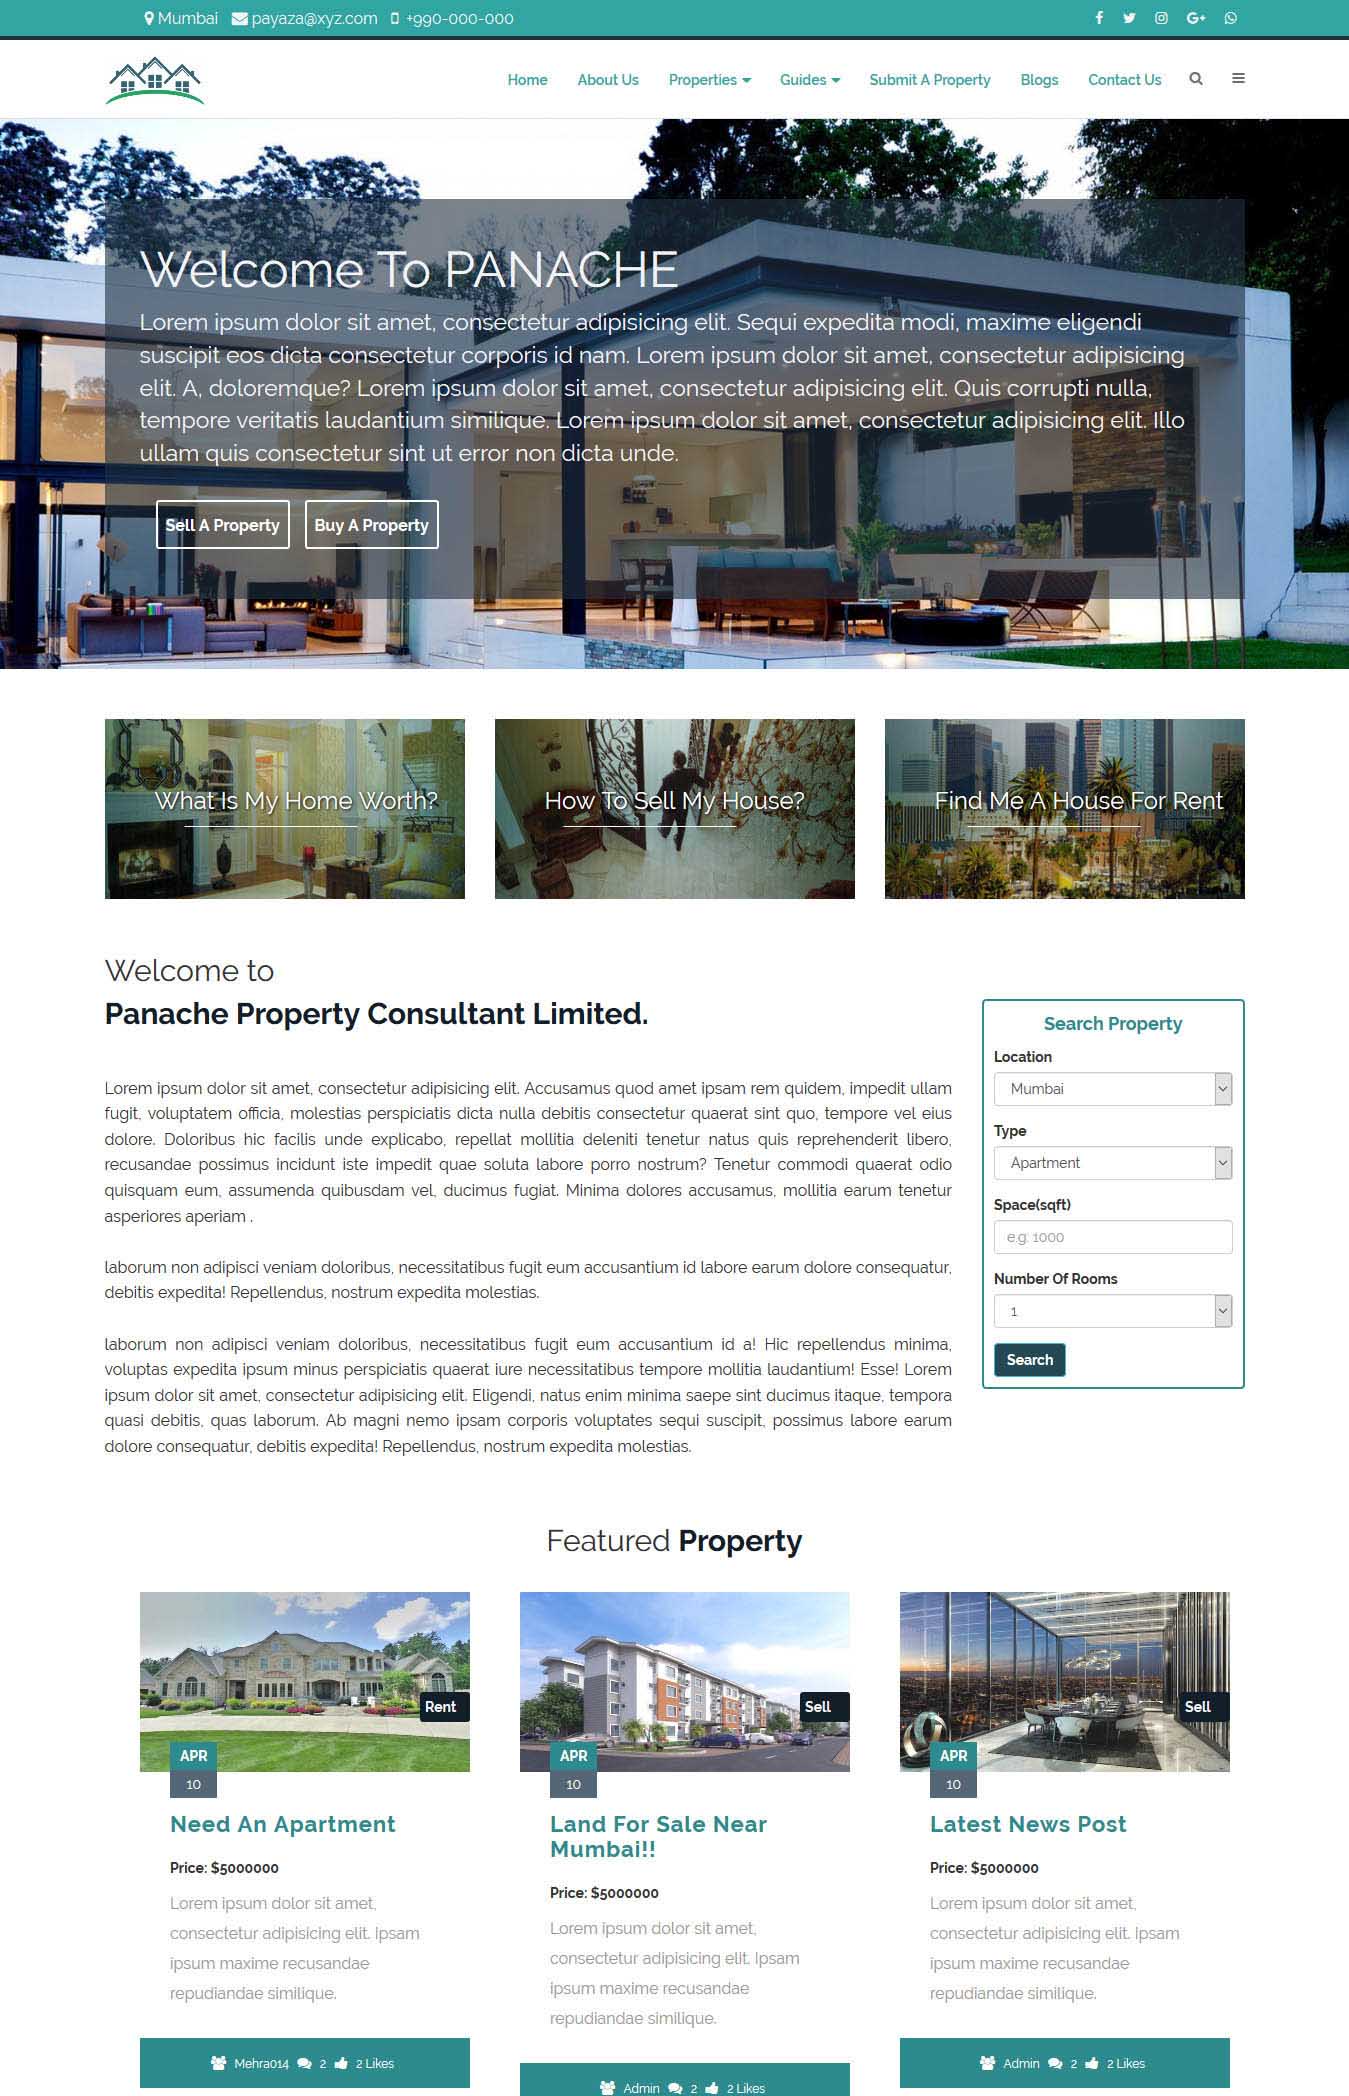 Mumbai payaza@xyz.com +990-000-000
Home About Us Properties Guides Submit A Property Blogs Contact Us
Welcome To PANACHE
Lorem ipsum dolor sit amet, consectetur adipisicing elit. Sequi expedita modi, maxime eligendi
suscipit eos dicta consectetur corporis id nam. Lorem ipsum dolor sit amet, consectetur adipisicing
elit. A, doloremque? Lorem ipsum dolor sit amet, consectetur adipisicing elit. Quis corrupti nulla,
tempore veritatis laudantium similique. Lorem ipsum dolor sit amet, consectetur adipisicing elit. Illo
ullam quis consectetur sint ut error non dicta unde.
Sell A Property Buy A Property
What Is My Home Worth? How To Sell My House? Find Me A House For Rent
Welcome to
Panache Property Consultant Limited.
Lorem ipsum dolor sit amet, consectetur adipisicing elit. Accusamus quod amet ipsam rem quidem, impedit ullam
fugit, voluptatem officia, molestias perspiciatis dicta nulla debitis consectetur quaerat sint quo, tempore vel eius
dolore. Doloribus hic facilis unde explicabo, repellat mollitia deleniti tenetur natus quis reprehenderit libero,
recusandae possimus incidunt iste impedit quae soluta labore porro nostrum? Tenetur commodi quaerat odio
quisquam eum, assumenda quibusdam vel, ducimus fugiat. Minima dolores accusamus, mollitia earum tenetur
asperiores aperiam .
laborum non adipisci veniam doloribus, necessitatibus fugit eum accusantium id labore earum dolore consequatur,
debitis expedita! Repellendus, nostrum expedita molestias.
laborum non adipisci veniam doloribus, necessitatibus fugit eum accusantium id a! Hic repellendus minima,
voluptas expedita ipsum minus perspiciatis quaerat iure necessitatibus tempore mollitia laudantium! Esse! Lorem
ipsum dolor sit amet, consectetur adipisicing elit. Eligendi, natus enim minima saepe sint ducimus itaque, tempora
quasi debitis, quas laborum. Ab magni nemo ipsam corporis voluptates sequi suscipit, possimus labore earum
dolore consequatur, debitis expedita! Repellendus, nostrum expedita molestias.
Search Property
Location
Mumbai
Type
Apartment
Space(sqft)
e.g: 1000
Number Of Rooms
1
Search
Featured Property
Rent
APR
10
Need An Apartment
Price: $5000000
Lorem ipsum dolor sit amet,
consectetur adipisicing elit. Ipsam
ipsum maxime recusandae
repudiandae similique.
Mehra014 2 2 Likes
Sell
APR
10
Land For Sale Near
Mumbai!!
Price: $5000000
Lorem ipsum dolor sit amet,
consectetur adipisicing elit. Ipsam
ipsum maxime recusandae
repudiandae similique.
Admin 2 2 Likes
Sell
APR
10
Latest News Post
Price: $5000000
Lorem ipsum dolor sit amet,
consectetur adipisicing elit. Ipsam
ipsum maxime recusandae
repudiandae similique.
Admin 2 2 Likes